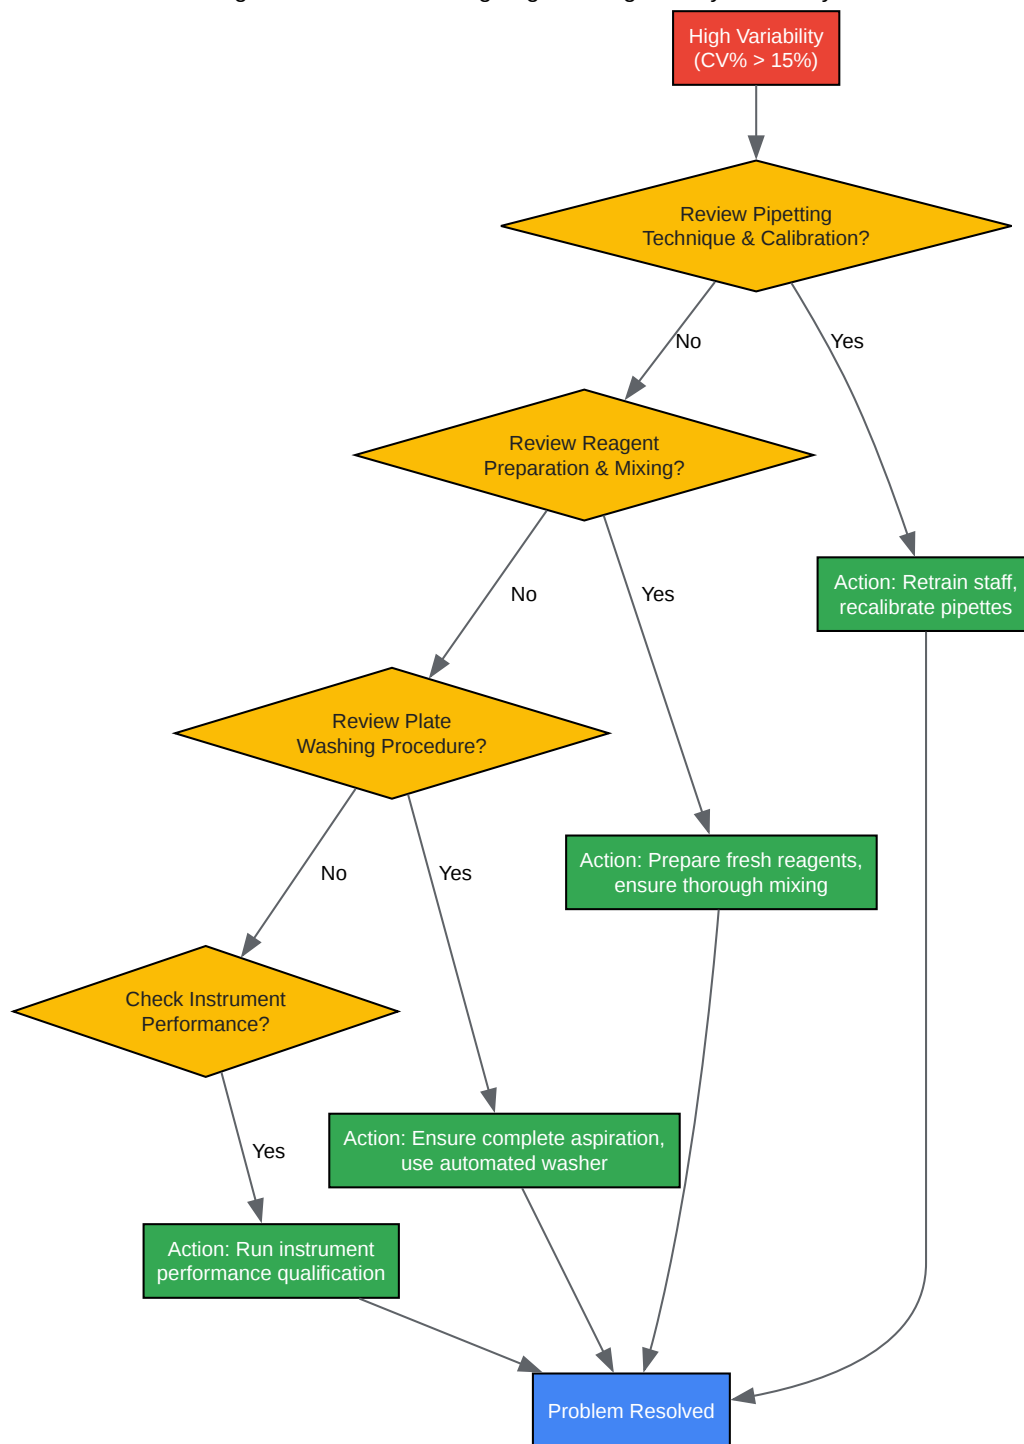 High Variability
(CV% > 15%)
Review Pipetting
Technique & Calibration?
No
Yes
Review Reagent
Preparation & Mixing?
No
Yes
Action: Retrain staff,
recalibrate pipettes
Review Plate
Washing Procedure?
No
Yes
Action: Prepare fresh reagents,
ensure thorough mixing
Check Instrument
Performance?
Yes
Action: Ensure complete aspiration,
use automated washer
Action: Run instrument
performance qualification
Problem Resolved